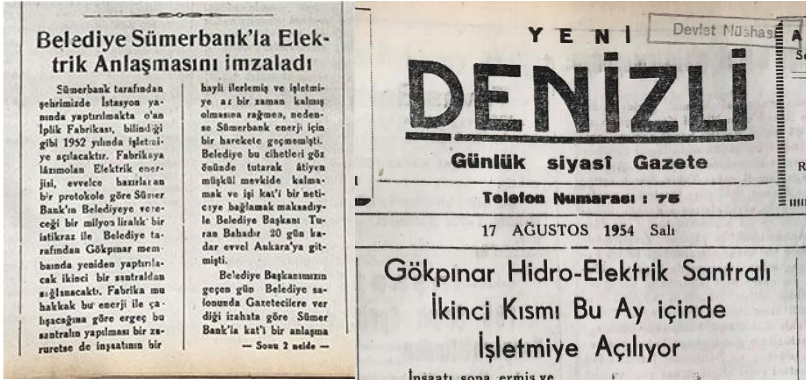 Belediye Sümerbank'la Elek-
trik Anlaşmasını imzaladı
Sümerbank tarafından
şehrimizde İstasyon ya-
nında yaptırılmakta o'an
İplik Fabrikası, bilindiği
gibi 1952 yılında işletmi-
ye açılacaktır. Fabrikaya
lâzımolan Elektrik ener-
jisi, evvelce hazırlanan
bir protokole göre Sümer
Bank'ın Belediyeye vere-
ceği bir milyon liralık bir
istikraz ile Belediye ta-
rafından Gökpınar mem-
baında yeniden yaptırıla-
cak ikinci bir santraldan
sağlanacaktı. Fabrika mu
hakkak bu enerji ile ça-
lışacağına göre ergeç bu
santralın yapılması bir za-
ruretse de inşaatının bir
hayli ilerlemiş ve işletmi-
ye az bir zaman kalmış
olmasına rağmen, neden-
se Sümerbank enerji için
bir harekete geçmemişti.
Belediye bu cihetleri göz
önünde tutarak âtiyen
müşkül mevkide kalma-
mak ve işi kat'i bir neti-
ceye bağlamak maksadiy-
le Belediye Başkanı Tu-
ran Bahadır 20 gün ka-
dar evvel Ankara'ya git-
mişti.
Belediye Başkanımızın
geçen gün Belediye sa-
lonunda Gazetecilere ver
diği izahata göre Sümer
Bank'la kat'i bir anlaşma
— Sonu 2 ncide —
YENİ
Devlet Nüshası
DENİZLİ
Günlük siyasî Gazete
Telefon Numarası : 75
17 AĞUSTOS 1954 Salı
Gökpınar Hidro-Elektrik Santralı
İkinci Kısmı Bu Ay içinde
İşletmiye Açılıyor
İnşaatı sona ermiş ve